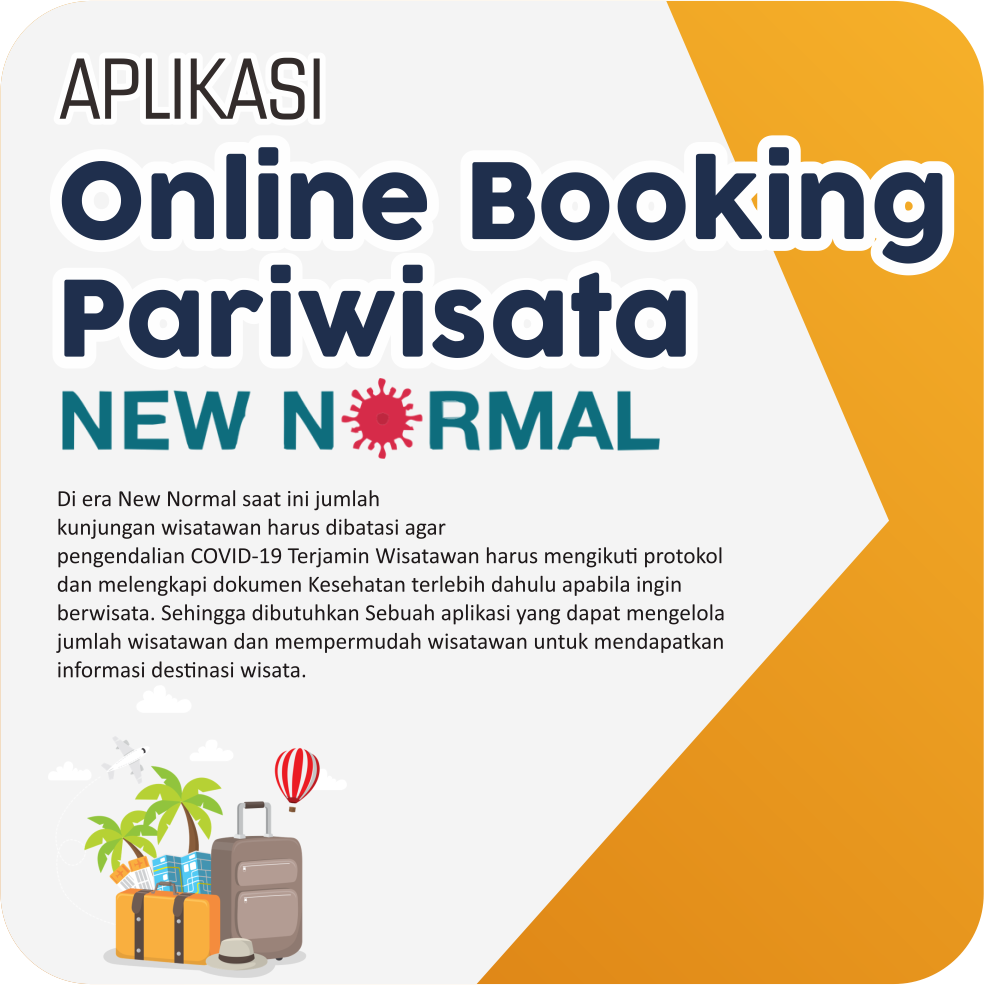 APLIKASI
Online Booking
Pariwisata
NEW NORMAL
Di era New Normal saat ini jumlah
kunjungan wisatawan harus dibatasi agar
pengendalian COVID-19 Terjamin Wisatawan harus mengikuti protokol
dan melengkapi dokumen Kesehatan terlebih dahulu apabila ingin
berwisata. Sehingga dibutuhkan Sebuah aplikasi yang dapat mengelola
jumlah wisatawan dan mempermudah wisatawan untuk mendapatkan
informasi destinasi wisata.